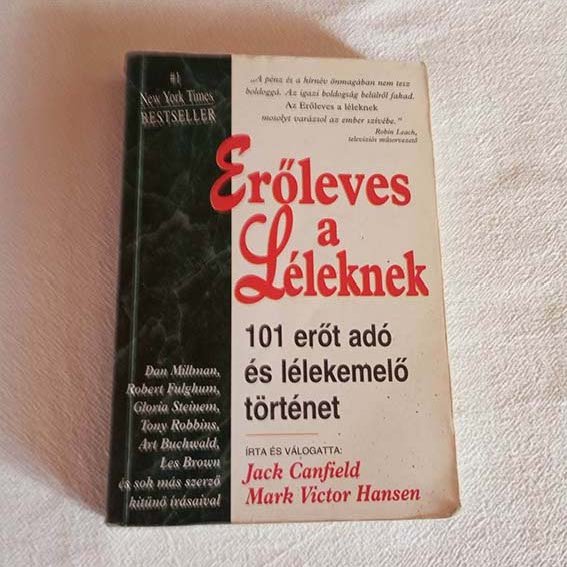 #1
New York Times
BESTSELLER
„A pénz és a hírnév önmagában nem tesz
boldoggá. Az igazi boldogság belülről fakad.
Az Erőleves a léleknek
mosolyt varázsol az ember szívébe."
Robin Leach,
televíziós műsorvezető
Erőleves
a
Léleknek
101 erőt adó
és lélekemelő
történet
Dan Millman,
Robert Fulghum,
Gloria Steinem,
Tony Robbins,
Art Buchwald,
Les Brown
és sok más szerző
kitűnő írásaival
ÍRTA ÉS VÁLOGATTA:
Jack Canfield
Mark Victor Hansen